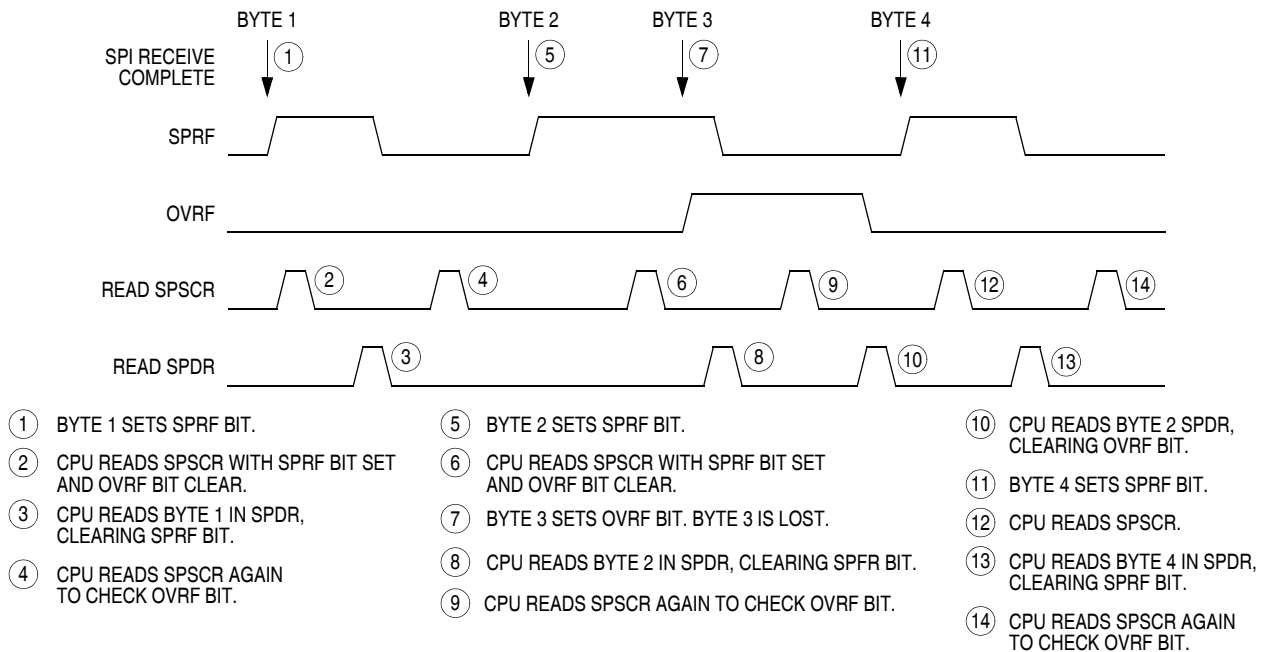 BYTE 1
BYTE 2
BYTE 3
BYTE 4
SPI RECEIVE
COMPLETE
1
5
7
11
SPRF
OVRF
READ SPSCR
2
4
6
9
12
14
READ SPDR
3
8
10
13
1 BYTE 1 SETS SPRF BIT.
2 CPU READS SPSCR WITH SPRF BIT SET
AND OVRF BIT CLEAR.
3 CPU READS BYTE 1 IN SPDR,
CLEARING SPRF BIT.
4 CPU READS SPSCR AGAIN
TO CHECK OVRF BIT.
5 BYTE 2 SETS SPRF BIT.
6 CPU READS SPSCR WITH SPRF BIT SET
AND OVRF BIT CLEAR.
7 BYTE 3 SETS OVRF BIT. BYTE 3 IS LOST.
8 CPU READS BYTE 2 IN SPDR, CLEARING SPFR BIT.
9 CPU READS SPSCR AGAIN TO CHECK OVRF BIT.
10 CPU READS BYTE 2 SPDR,
CLEARING OVRF BIT.
11 BYTE 4 SETS SPRF BIT.
12 CPU READS SPSCR.
13 CPU READS BYTE 4 IN SPDR,
CLEARING SPRF BIT.
14 CPU READS SPSCR AGAIN
TO CHECK OVRF BIT.